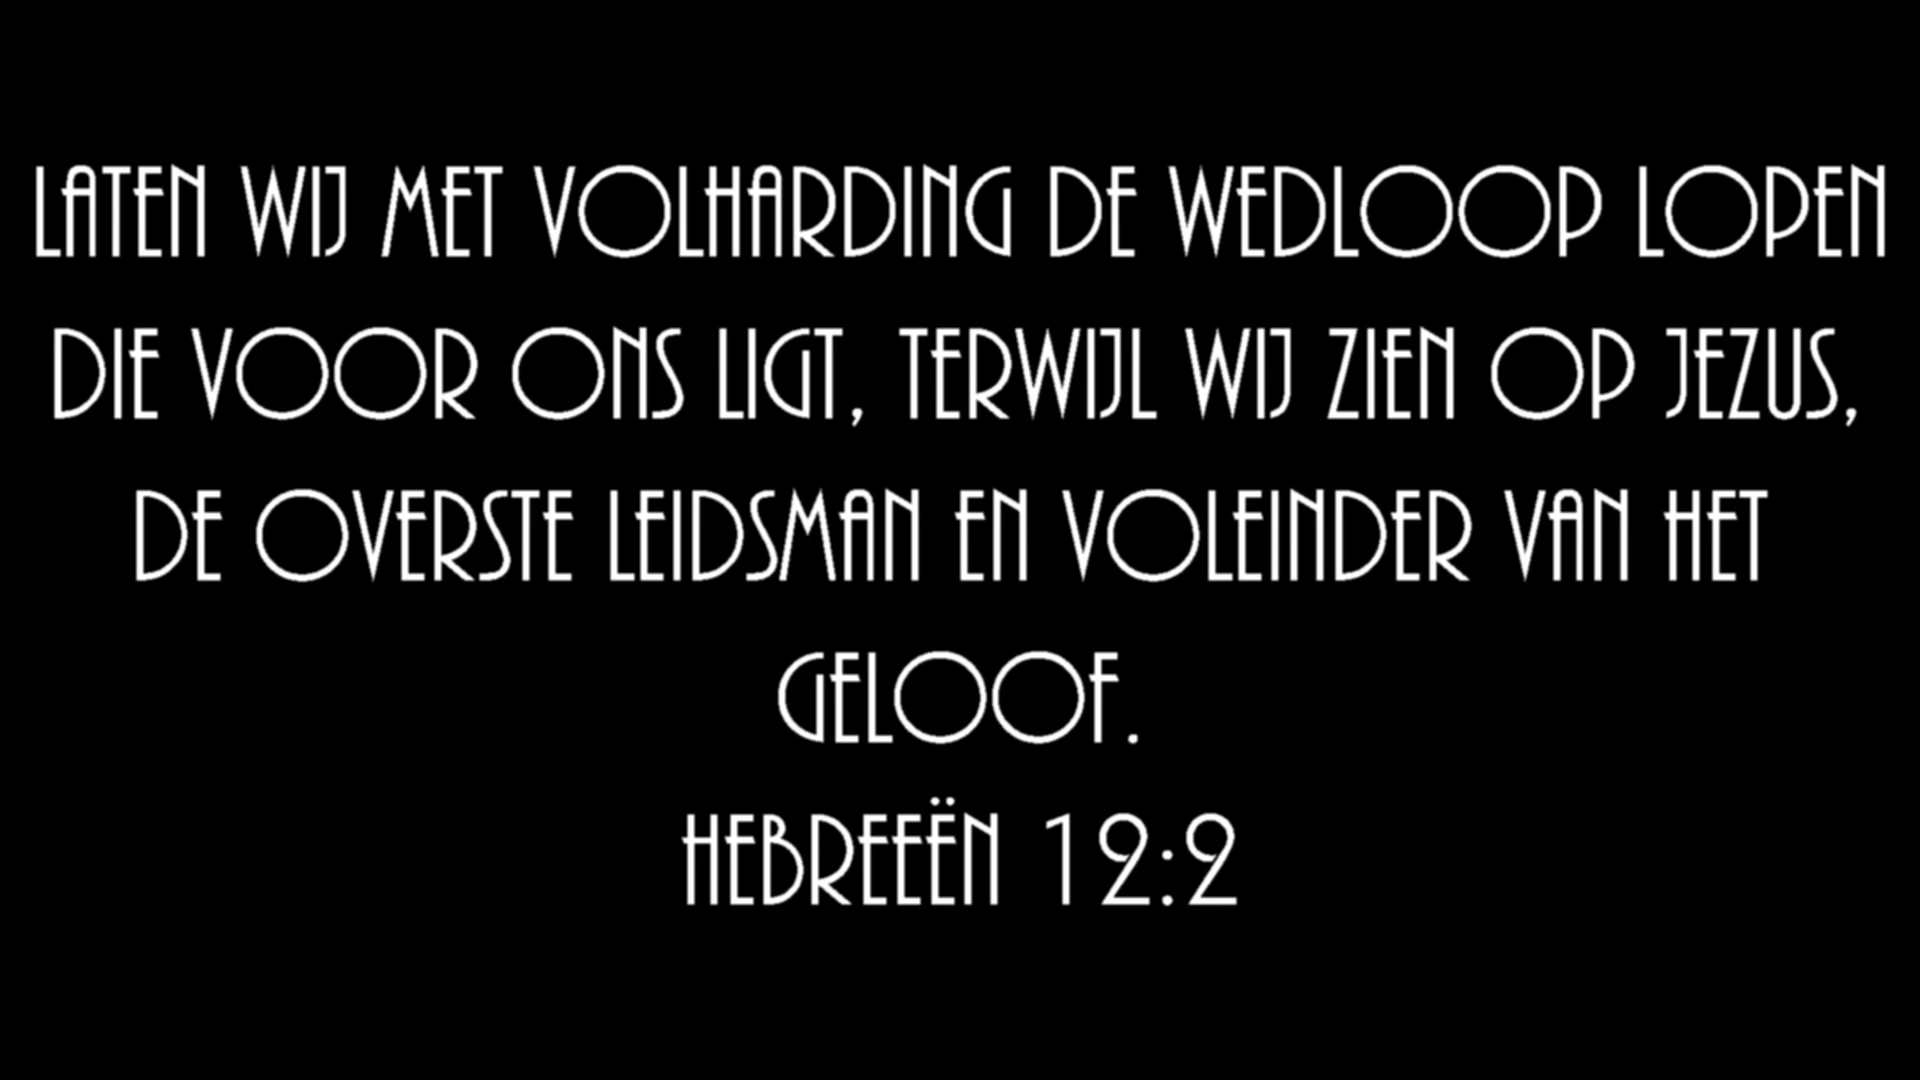 LATEN WIJ MET VOLHARDING DE WEDLOOP LOPEN
DIE VOOR ONS LIGT, TERWIJL WIJ ZIEN OP JEZUS,
DE OVERSTE LEIDSMAN EN VOLEINDER VAN HET
GELOOF.
HEBREEËN 12:2